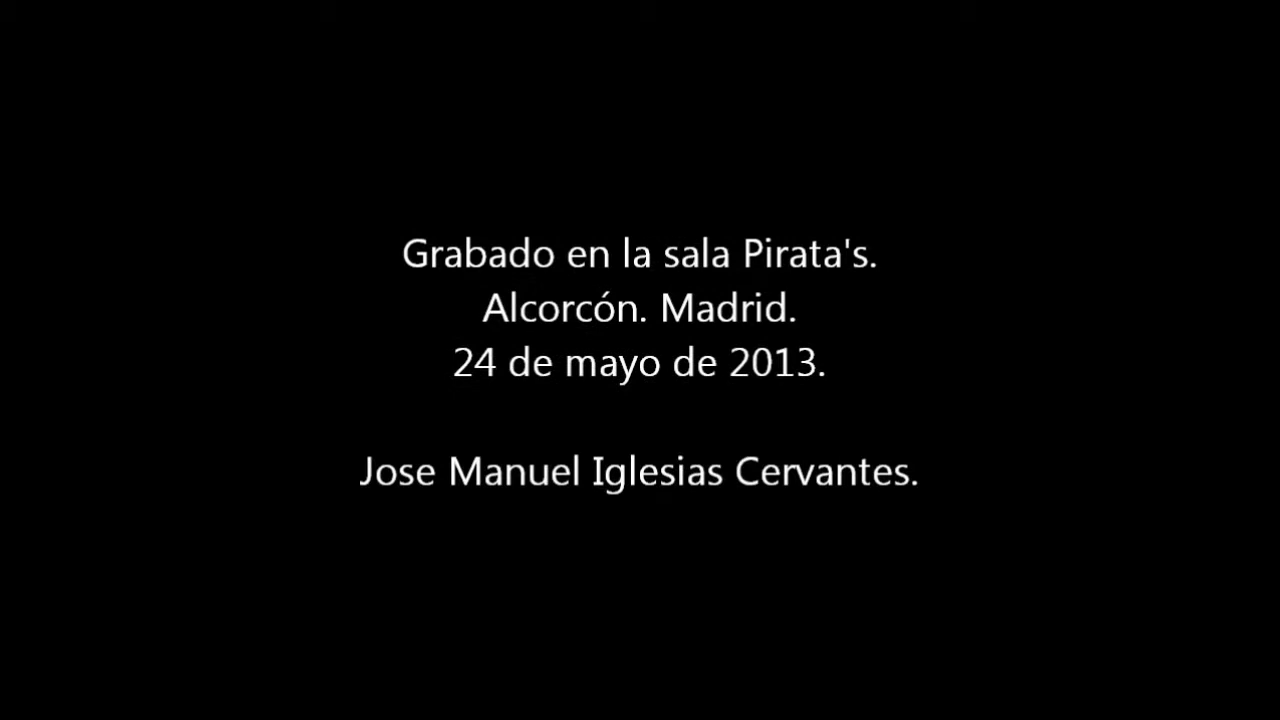 Grabado en la sala Pirata's.
Alcorcón. Madrid.
24 de mayo de 2013.
Jose Manuel Iglesias Cervantes.